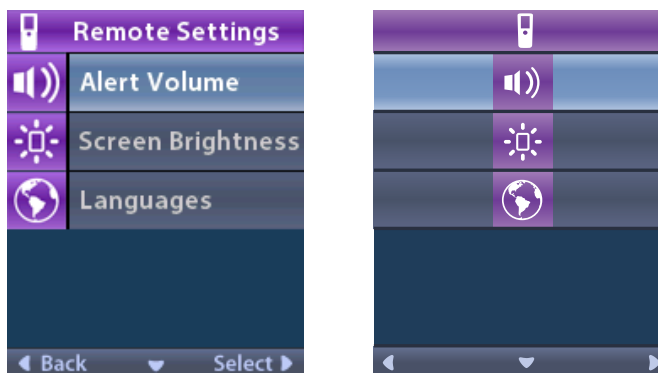 Remote Settings
Alert Volume
Screen Brightness
Languages
Back Select